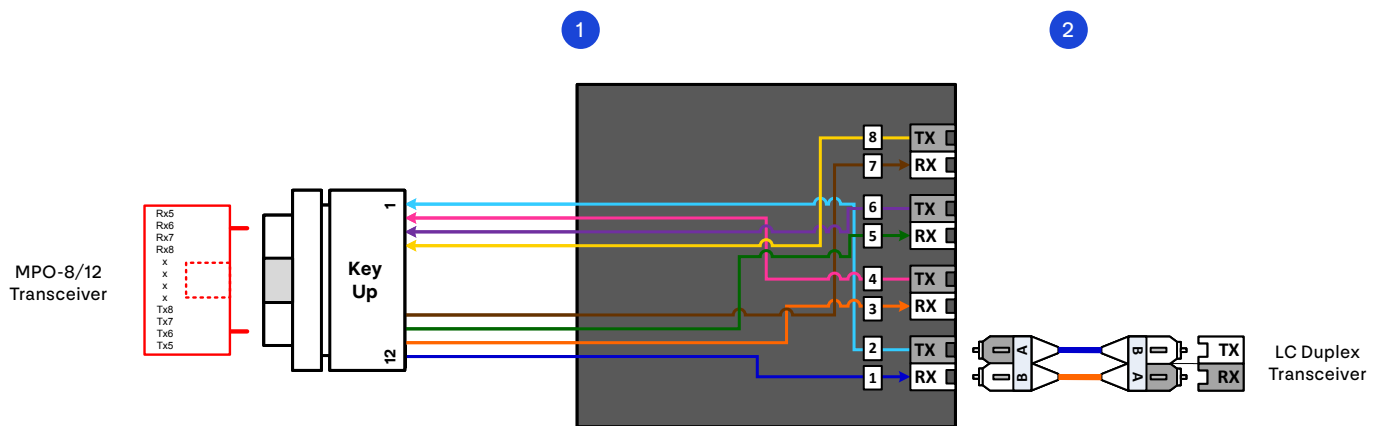 1
2
MPO-8/12
Transceiver
Rx5
Rx6
Rx7
Rx8
x
x
x
x
Tx8
Tx7
Tx6
Tx5
Key
Up
1
12
8
TX
7
RX
6
TX
5
RX
4
TX
3
RX
2
TX
1
RX
A
B
B
A
TX
RX
LC Duplex
Transceiver